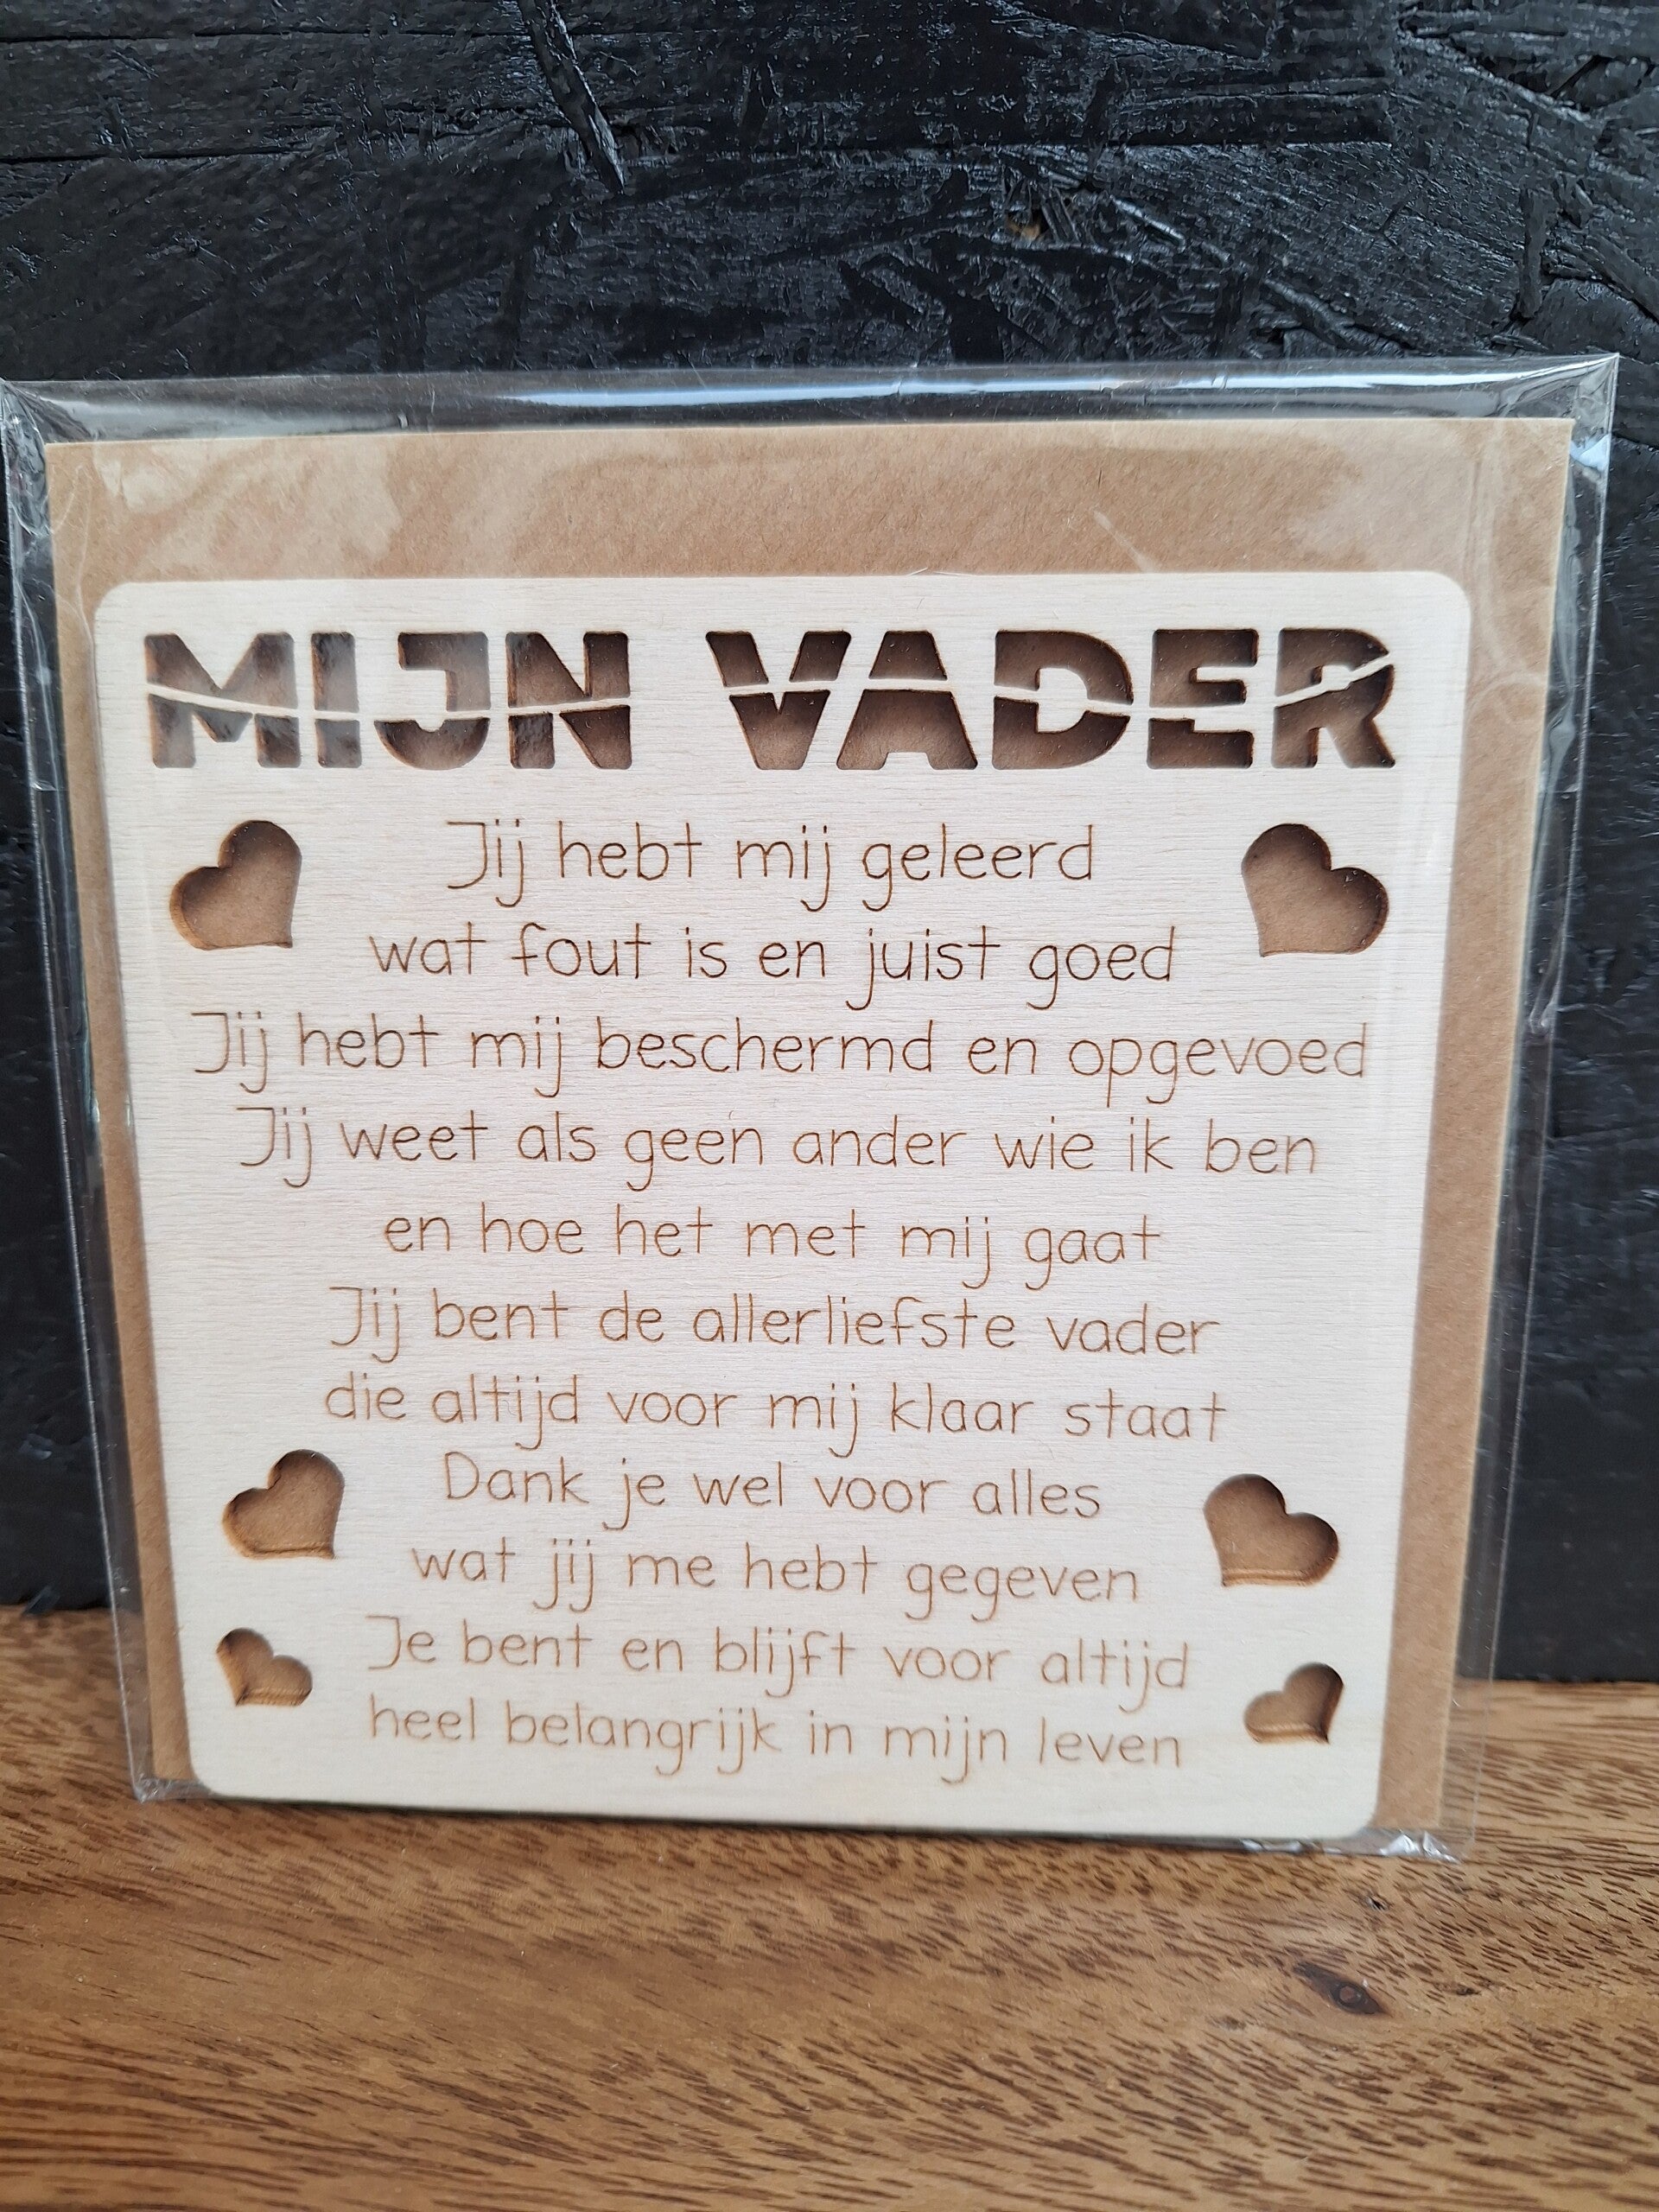 MIJN VADER
Jij hebt mij geleerd
wat fout is en juist goed
Jij hebt mij beschermd en opgevoed
Jij weet als geen ander wie ik ben
en hoe het met mij gaat
Jij bent de allerliefste vader
die altijd voor mij klaar staat
Dank je wel voor alles
wat jij me hebt gegeven
Je bent en blijft voor altijd
heel belangrijk in mijn leven